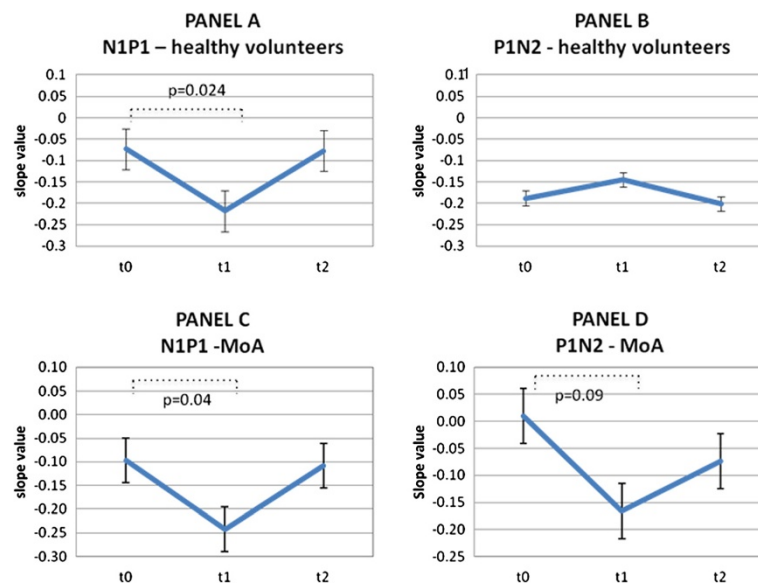 PANEL A
N1P1 – healthy volunteers
0.1
0.05
0
-0.05
-0.1
-0.15
-0.2
-0.25
-0.3
slope value
p=0.024
t0 t1 t2
PANEL B
P1N2 - healthy volunteers
0.1
0.05
0
-0.05
-0.1
-0.15
-0.2
-0.25
-0.3
slope value
t0 t1 t2
PANEL C
N1P1 -MoA
0.10
0.05
0.00
-0.05
-0.10
-0.15
-0.20
-0.25
-0.30
slope value
p=0.04
t0 t1 t2
PANEL D
P1N2 - MoA
0.10
0.05
0.00
-0.05
-0.10
-0.15
-0.20
-0.25
Slope value
p=0.09
t0 t1 t2